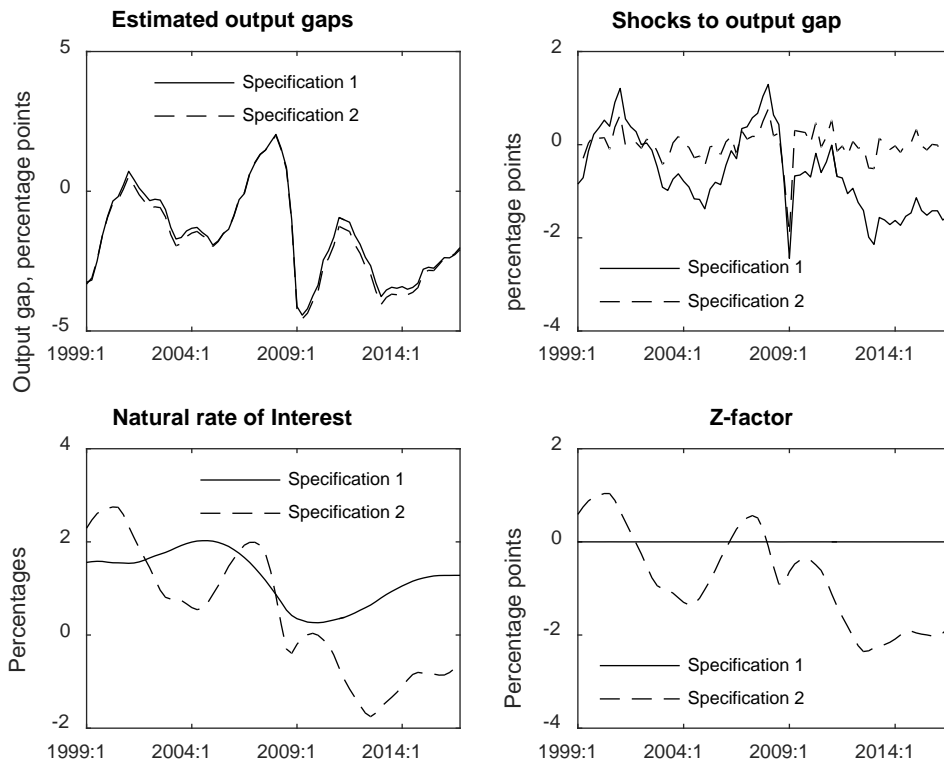 Estimated output gaps
5
Specification 1
Specification 2
0
-5
Output gap, percentage points
1999:1 2004:1 2009:1 2014:1
Shocks to output gap
2
0
-2
-4
percentage points
Specification 1
Specification 2
1999:1 2004:1 2009:1 2014:1
Natural rate of Interest
4
Specification 1
Specification 2
2
0
-2
Percentages
1999:1 2004:1 2009:1 2014:1
Z-factor
2
0
-2
-4
Percentage points
Specification 1
Specification 2
1999:1 2004:1 2009:1 2014:1